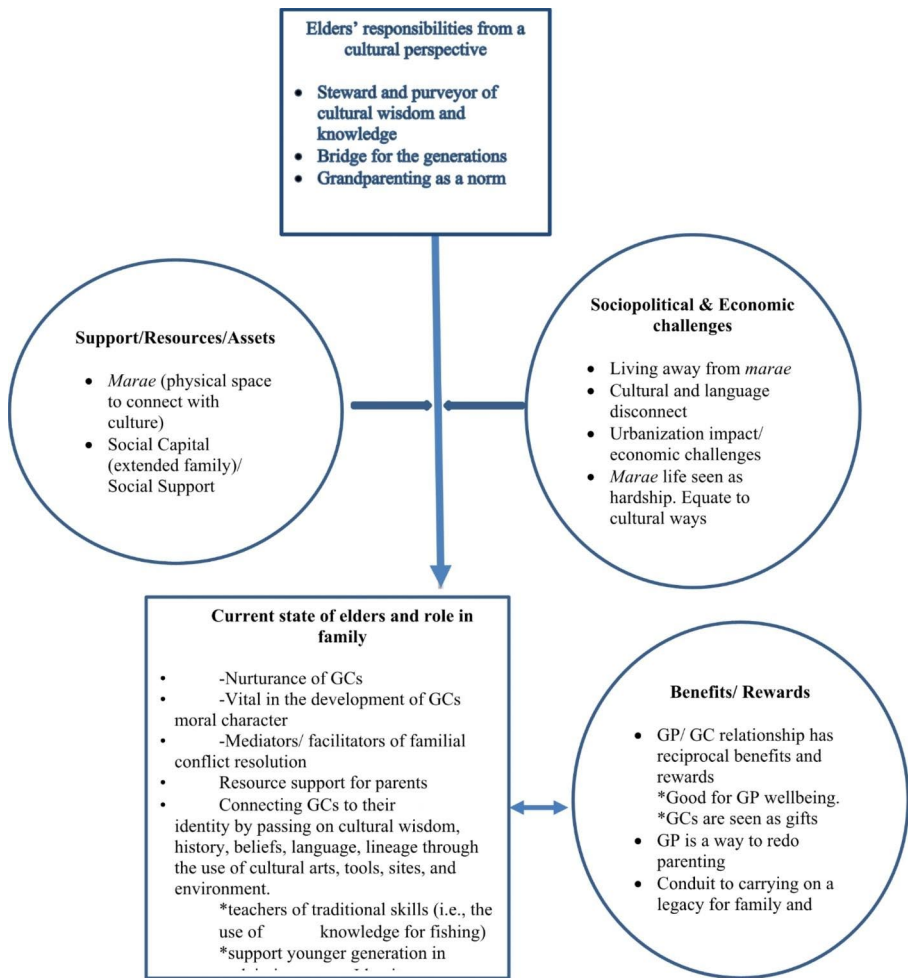 Elders' responsibilities from a
cultural perspective
• Steward and purveyor of
cultural wisdom and
knowledge
• Bridge for the generations
• Grandparenting as a norm
Support/Resources/Assets
• Marae (physical space
to connect with
culture)
• Social Capital
(extended family)/
Social Support
Sociopolitical & Economic
challenges
• Living away from marae
• Cultural and language
disconnect
• Urbanization impact/
economic challenges
• Marae life seen as
hardship. Equate to
cultural ways
Current state of elders and role in
family
• -Nurturance of GCs
• -Vital in the development of GCs
moral character
• -Mediators/ facilitators of familial
conflict resolution
• Resource support for parents
• Connecting GCs to their
identity by passing on cultural wisdom,
history, beliefs, language, lineage through
the use of cultural arts, tools, sites, and
environment.
*teachers of traditional skills (i.e., the
use of knowledge for fishing)
*support younger generation in
Benefits/ Rewards
• GP/ GC relationship has
reciprocal benefits and
rewards
*Good for GP wellbeing.
*GCs are seen as gifts
• GP is a way to redo
parenting
• Conduit to carrying on a
legacy for family and